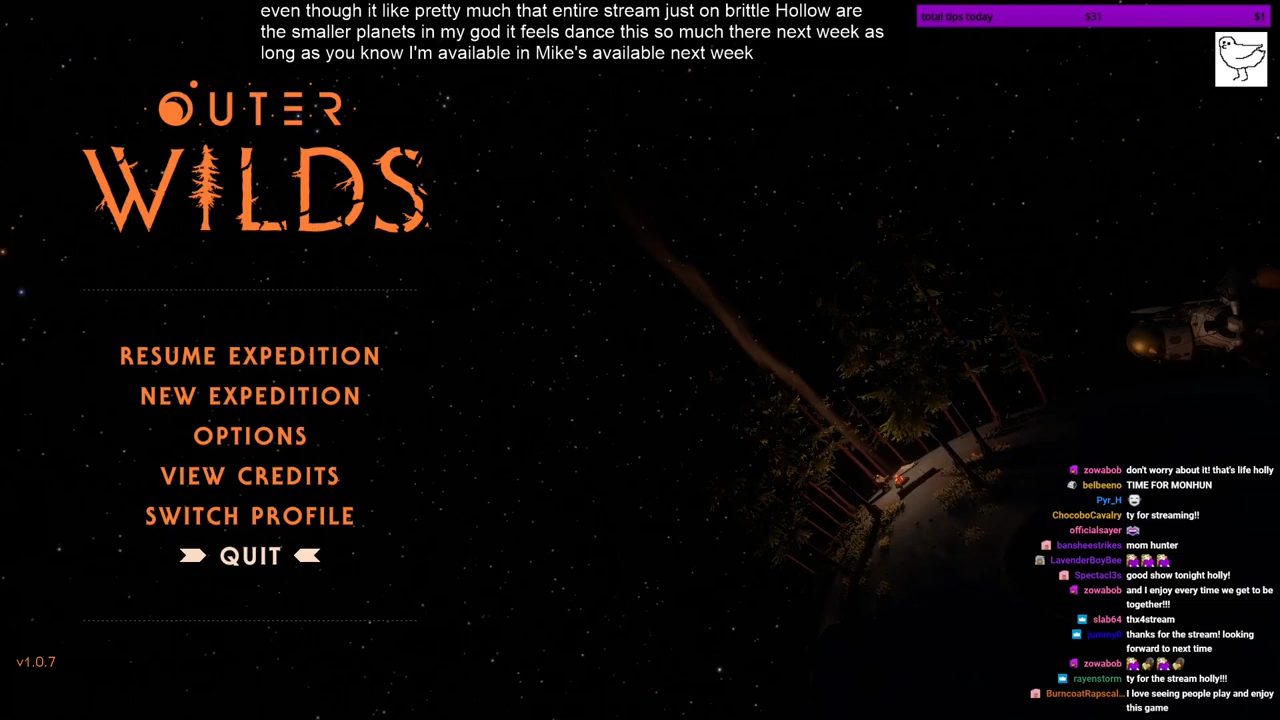 even though it like pretty much that entire stream just on brittle Hollow are
the smaller planets in my god it feels dance this so much there next week as
long as you know I'm available in Mike's available next week
total tips today $31 $1
OUTER
WILDS
RESUME EXPEDITION
NEW EXPEDITION
OPTIONS
VIEW CREDITS
SWITCH PROFILE
QUIT
v1.0.7
zowabob don't worry about it! that's life holly
belbeeno TIME FOR MONHUN
Pyr_H
ChocoboCavalry ty for streaming!!
officialsayer
bansheestrikes mom hunter
LavenderBoyBee
Spectacl3s good show tonight holly!
zowabob and I enjoy every time we get to be
together!!!
slab64 thx4stream
jummy0 thanks for the stream! looking
forward to next time
zowabob
rayenstorm ty for the stream holly!!!
BurncoatRapscal... I love seeing people play and enjoy
this game